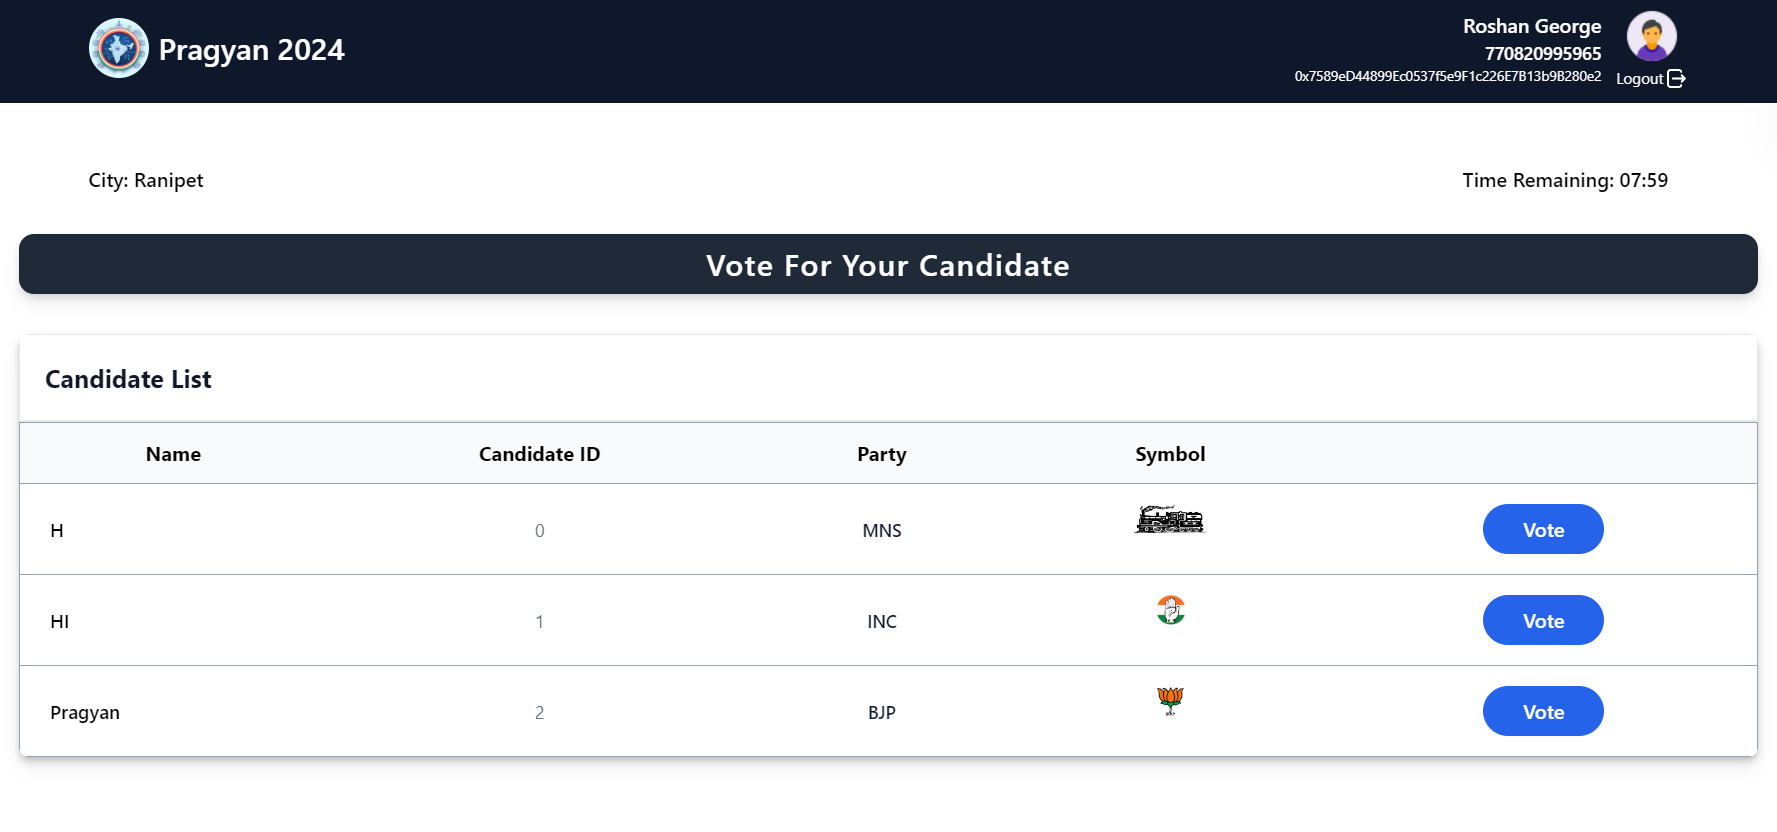 Pragyan 2024
Roshan George
770820995965
0x7589eD44899Ec0537f5e9F1c226E7B13b9B280e2
Logout
City: Ranipet
Time Remaining: 07:59
Vote For Your Candidate
Candidate List
Name Candidate ID Party Symbol
H 0 MNS Vote
HI 1 INC Vote
Pragyan 2 BJP Vote